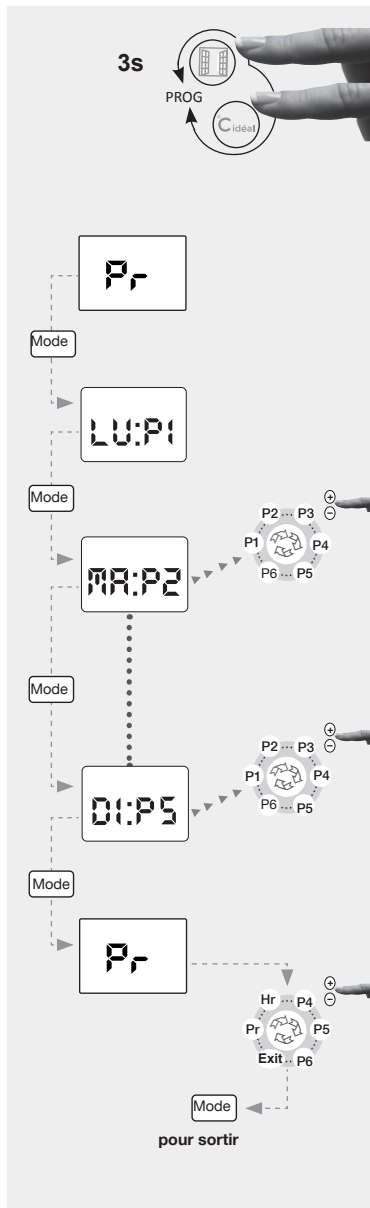 3s
PROG
°C idéal
Pr
Mode
LU:P1
Mode
MA:P2
P2 P3
P1 P4
P6 P5
+
-
Mode
DI:P5
P2 P3
P1 P4
P6 P5
+
-
Mode
Pr
Hr P4
Pr P5
Exit P6
+
-
Mode
pour sortir